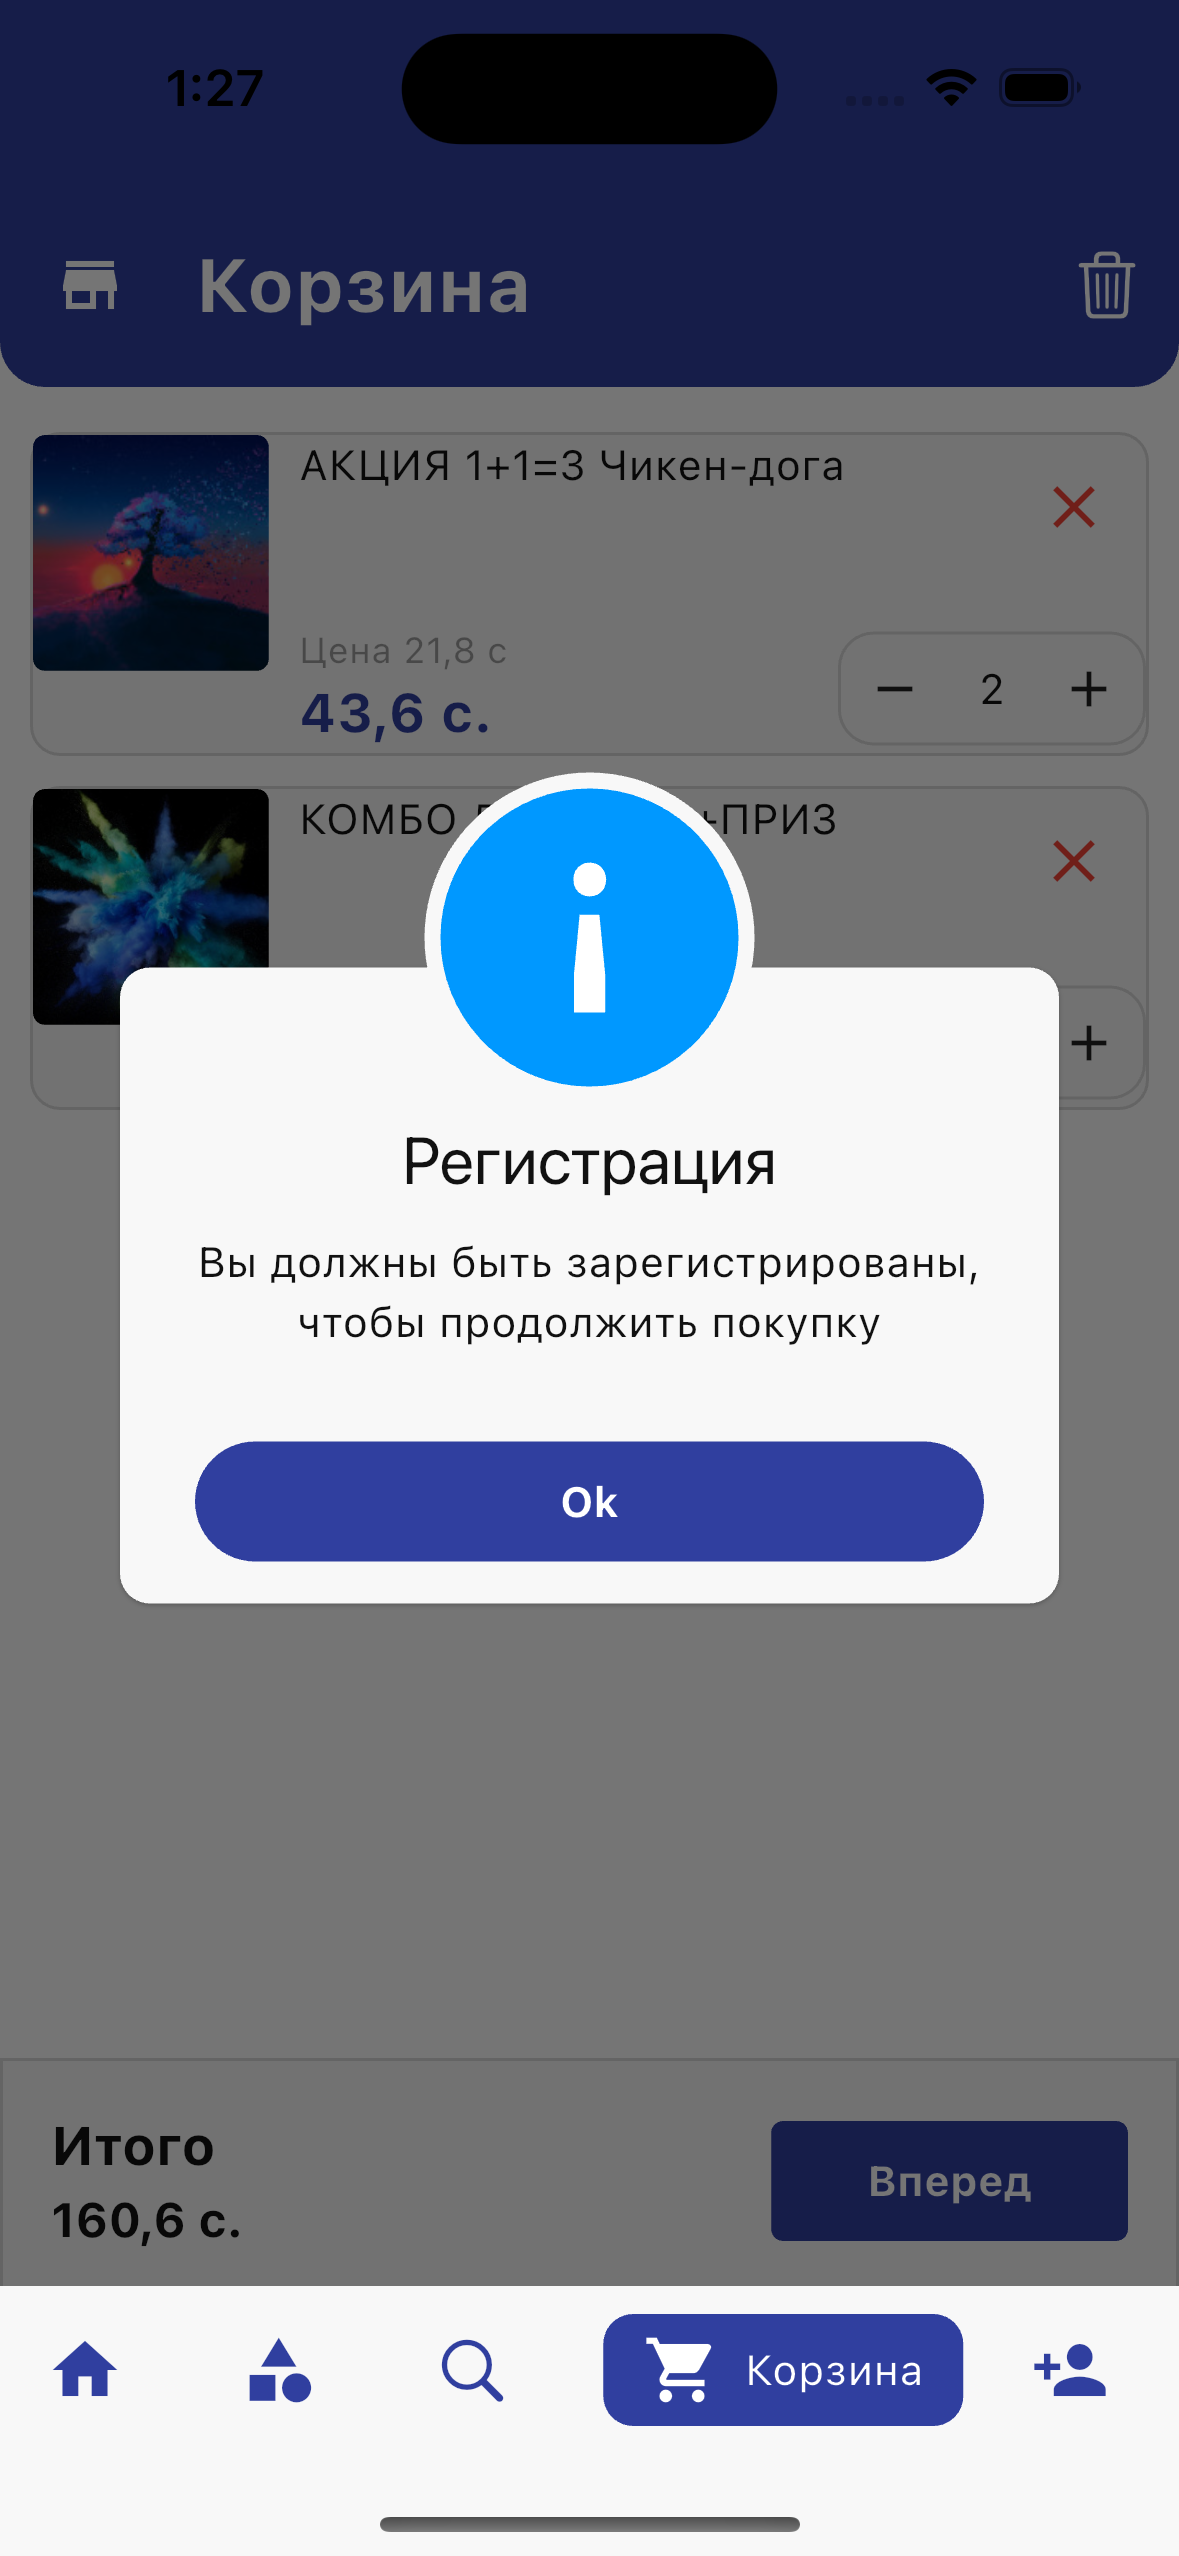 1:27
Корзина
АКЦИЯ 1+1=3 Чикен-дога
Цена 21,8 с
43,6 с.
2
КОМБО +ПРИЗ
Регистрация
Вы должны быть зарегистрированы,
чтобы продолжить покупку
Ok
Итого
160,6 с.
Вперед
Корзина